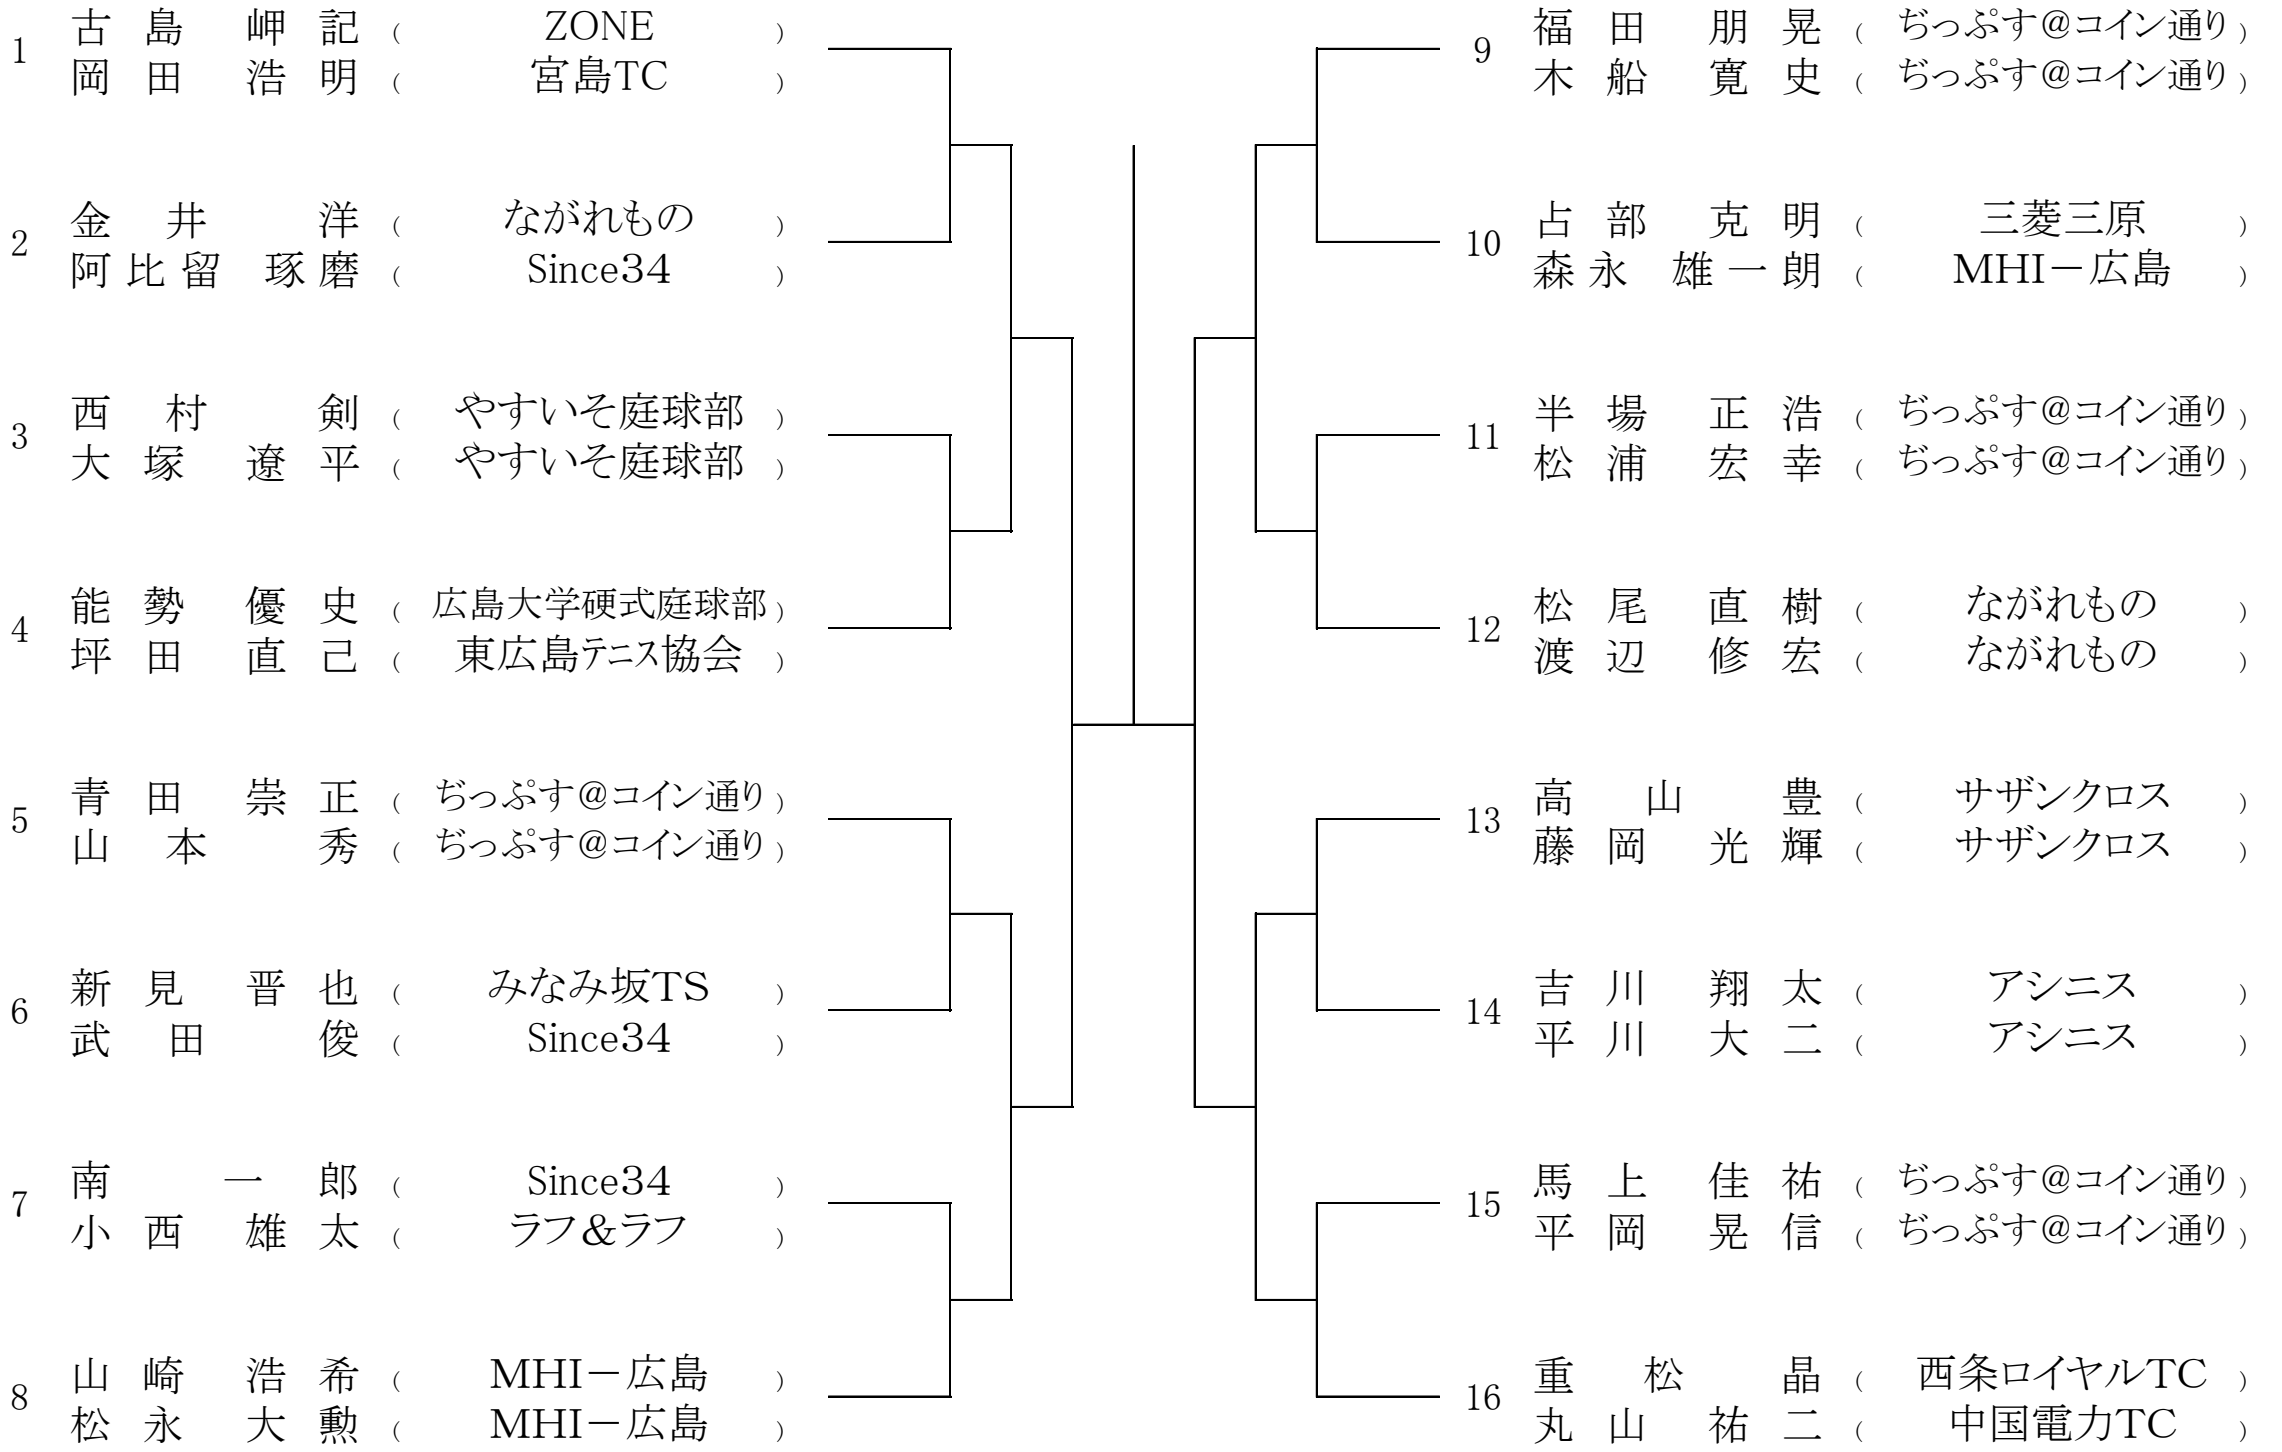 1 古島 岬記 ( ZONE )
岡田 浩明 ( 宮島TC )
2 金井 洋 ( ながれもの )
阿比留 琢磨 ( Since34 )
3 西村 剣 ( やすいそ庭球部 )
大塚 遼平 ( やすいそ庭球部 )
4 能勢 優史 ( 広島大学硬式庭球部 )
坪田 直己 ( 東広島テニス協会 )
5 青田 崇正 ( ぢっぷす@コイン通り )
山本 秀 ( ぢっぷす@コイン通り )
6 新見 晋也 ( みなみ坂TS )
武田 俊 ( Since34 )
7 南 一郎 ( Since34 )
小西 雄太 ( ラフ&ラフ )
8 山崎 浩希 ( MHI-広島 )
松永 大勲 ( MHI-広島 )
9 福田 朋晃 ( ぢっぷす@コイン通り )
木船 寛史 ( ぢっぷす@コイン通り )
10 占部 克明 ( 三菱三原 )
森永 雄一朗 ( MHI-広島 )
11 半場 正浩 ( ぢっぷす@コイン通り )
松浦 宏幸 ( ぢっぷす@コイン通り )
12 松尾 直樹 ( ながれもの )
渡辺 修宏 ( ながれもの )
13 高山 豊 ( サザンクロス )
藤岡 光輝 ( サザンクロス )
14 吉川 翔太 ( アシニス )
平川 大二 ( アシニス )
15 馬上 佳祐 ( ぢっぷす@コイン通り )
平岡 晃信 ( ぢっぷす@コイン通り )
16 重松 晶 ( 西条ロイヤルTC )
丸山 祐二 ( 中国電力TC )